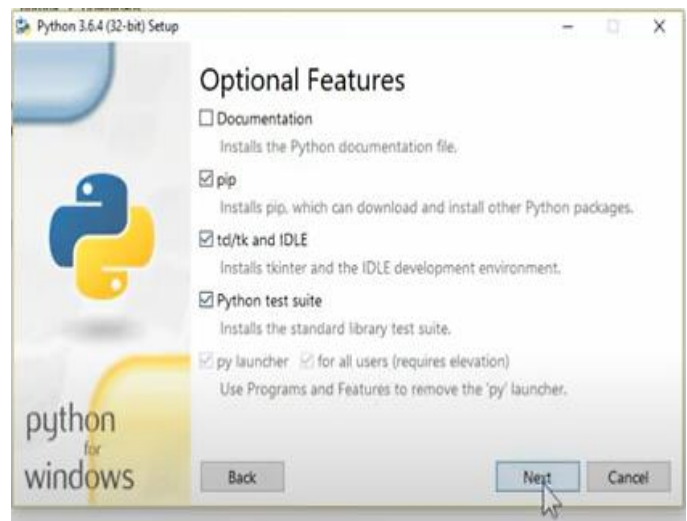 Python 3.6.4 (32-bit) Setup
Optional Features
Documentation
Installs the Python documentation file.
pip
Installs pip, which can download and install other Python packages.
td/tk and IDLE
Installs tkinter and the IDLE development environment.
Python test suite
Installs the standard library test suite.
py launcher for all users (requires elevation)
Use Programs and Features to remove the 'py' launcher.
python
for
windows
Back Next Cancel